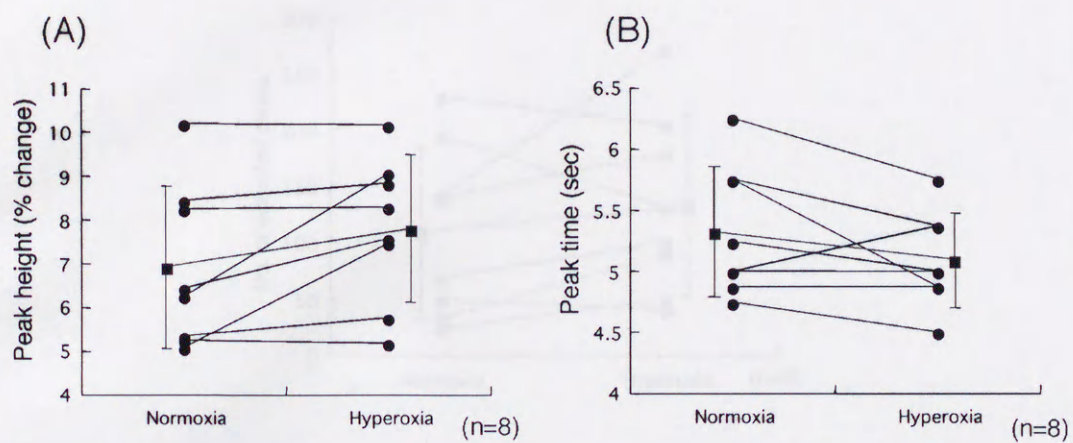 (A)
Peak height (% change)
11
10
9
8
7
6
5
4
Normoxia
Hyperoxia
(n=8)
(B)
Peak time (sec)
6.5
6
5.5
5
4.5
4
Normoxia
Hyperoxia
(n=8)